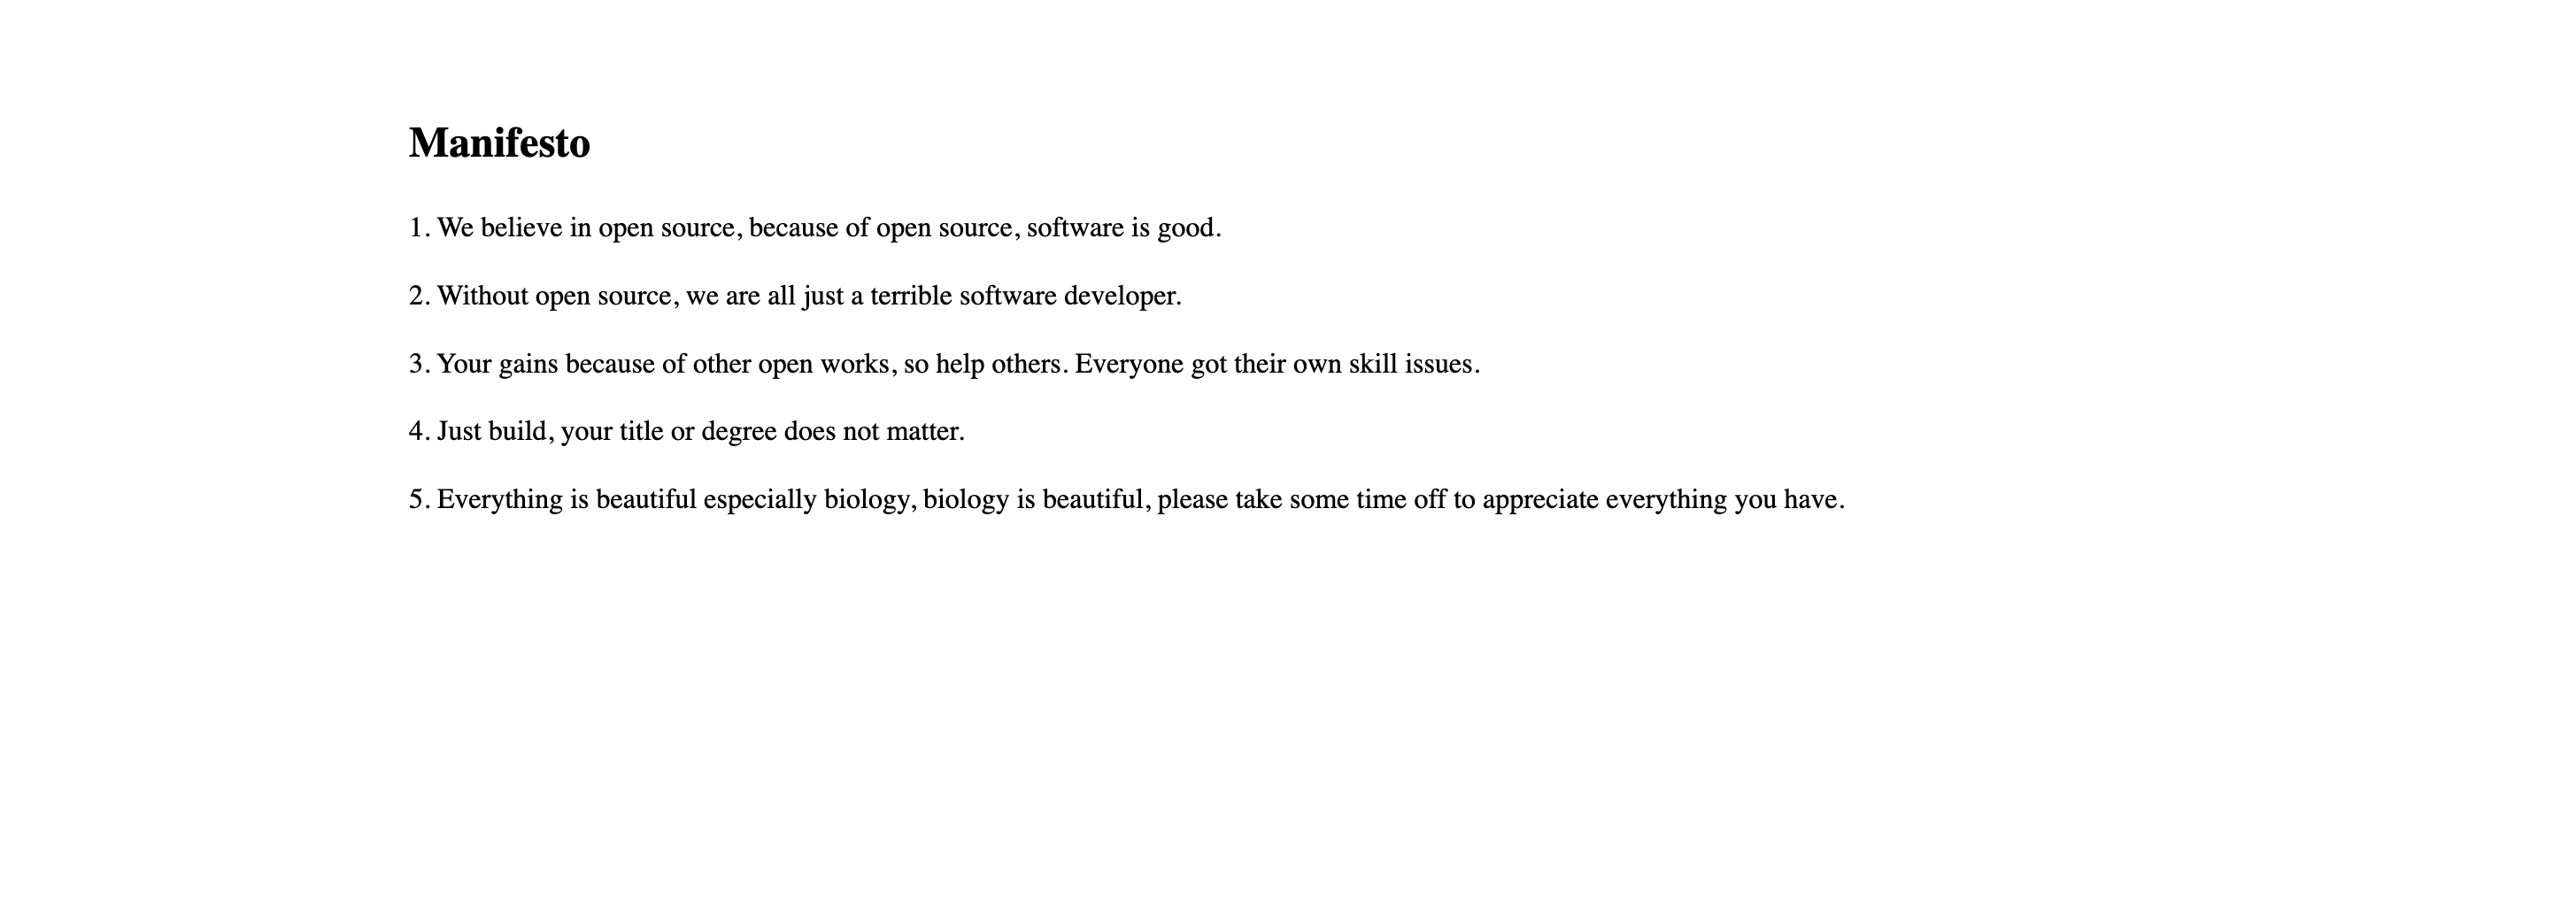 Manifesto
1. We believe in open source, because of open source, software is good.
2. Without open source, we are all just a terrible software developer.
3. Your gains because of other open works, so help others. Everyone got their own skill issues.
4. Just build, your title or degree does not matter.
5. Everything is beautiful especially biology, biology is beautiful, please take some time off to appreciate everything you have.